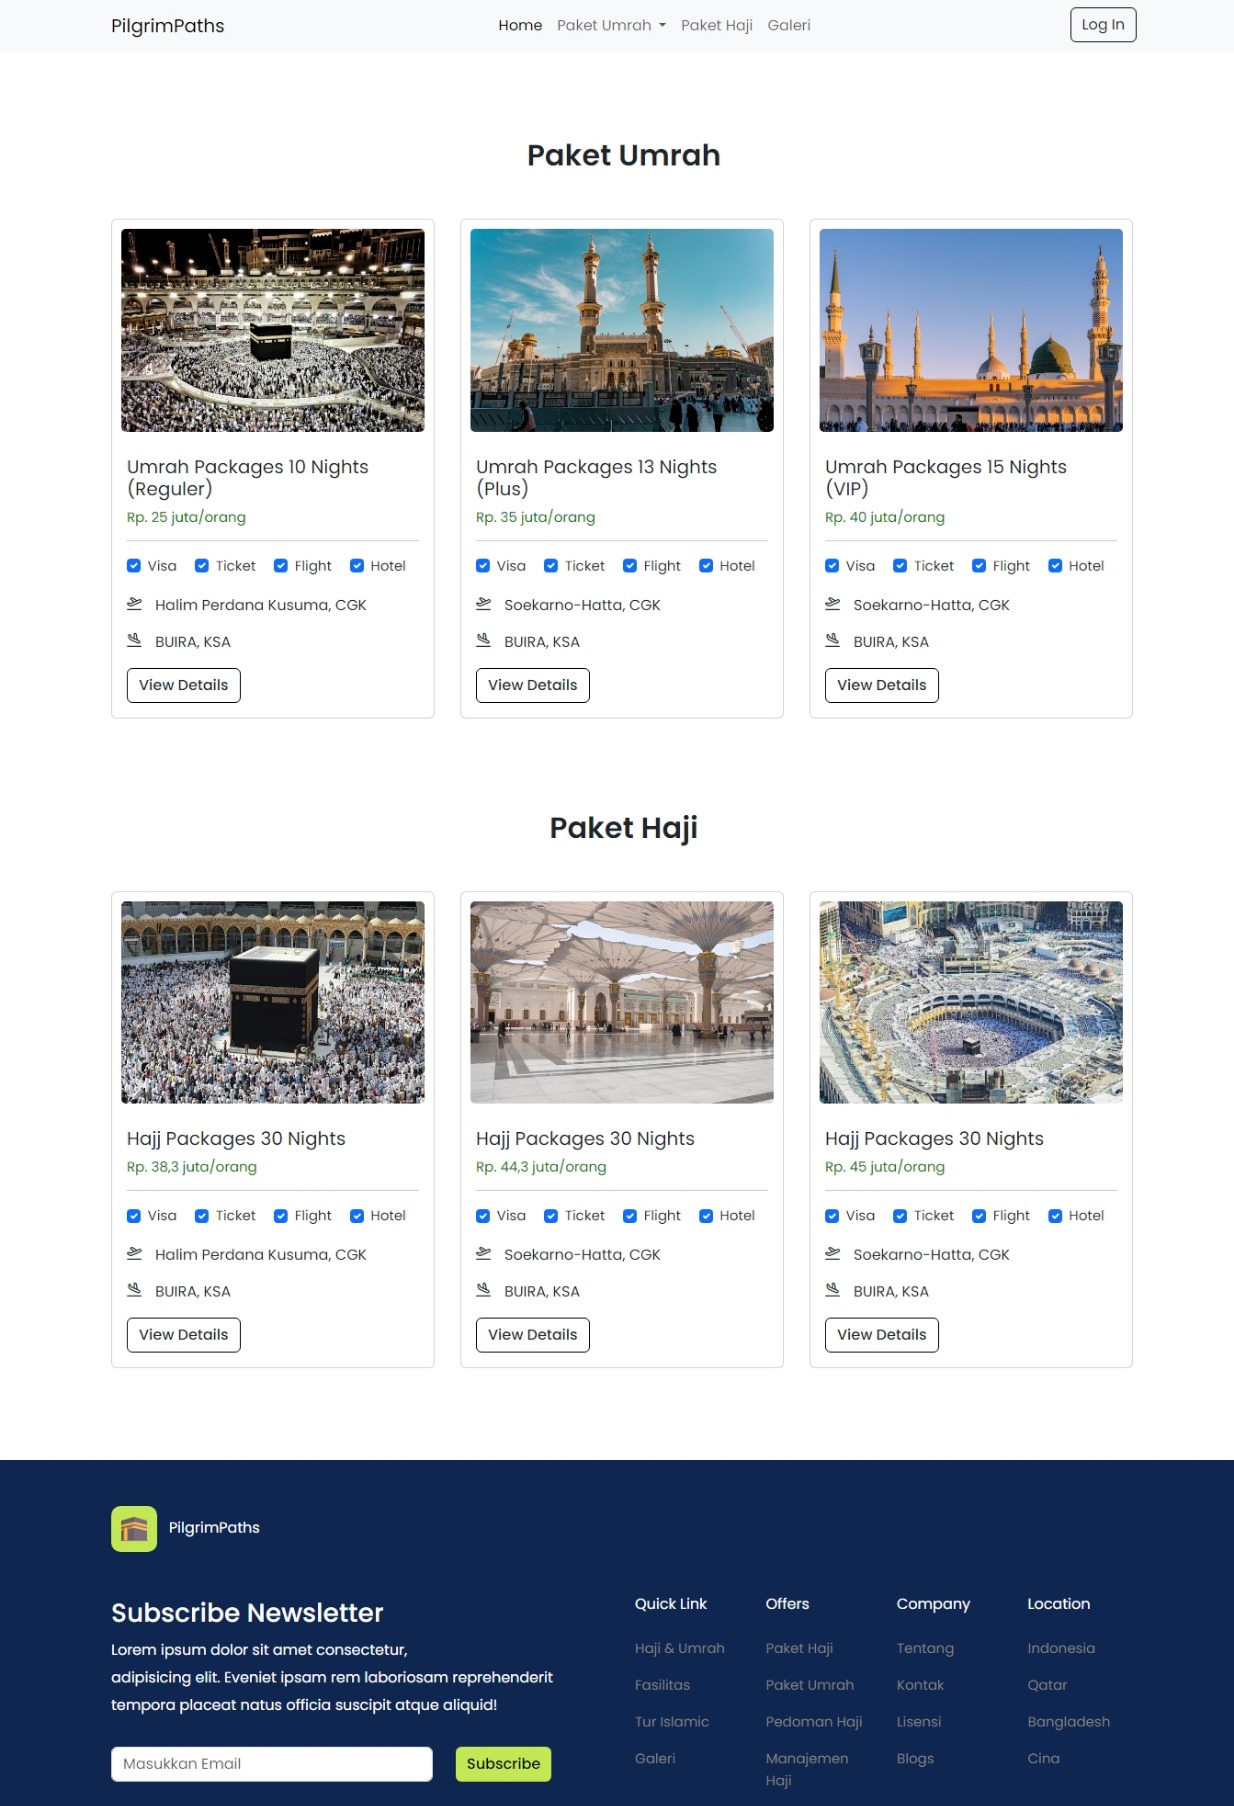 PilgrimPaths
Home Paket Umrah Paket Haji Galeri
Log In
Paket Umrah
Umrah Packages 10 Nights
(Reguler)
Rp. 25 juta/orang
Visa Ticket Flight Hotel
Halim Perdana Kusuma, CGK
BUIRA, KSA
View Details
Umrah Packages 13 Nights
(Plus)
Rp. 35 juta/orang
Visa Ticket Flight Hotel
Soekarno-Hatta, CGK
BUIRA, KSA
View Details
Umrah Packages 15 Nights
(VIP)
Rp. 40 juta/orang
Visa Ticket Flight Hotel
Soekarno-Hatta, CGK
BUIRA, KSA
View Details
Paket Haji
Hajj Packages 30 Nights
Rp. 38,3 juta/orang
Visa Ticket Flight Hotel
Halim Perdana Kusuma, CGK
BUIRA, KSA
View Details
Hajj Packages 30 Nights
Rp. 44,3 juta/orang
Visa Ticket Flight Hotel
Soekarno-Hatta, CGK
BUIRA, KSA
View Details
Hajj Packages 30 Nights
Rp. 45 juta/orang
Visa Ticket Flight Hotel
Soekarno-Hatta, CGK
BUIRA, KSA
View Details
PilgrimPaths
Subscribe Newsletter
Lorem ipsum dolor sit amet consectetur,
adipisicing elit. Eveniet ipsam rem laboriosam reprehenderit
tempora placeat natus officia suscipit atque aliquid!
Masukkan Email
Subscribe
Quick Link
Haji & Umrah
Fasilitas
Tur Islamic
Galeri
Offers
Paket Haji
Paket Umrah
Pedoman Haji
Manajemen
Haji
Company
Tentang
Kontak
Lisensi
Blogs
Location
Indonesia
Qatar
Bangladesh
Cina